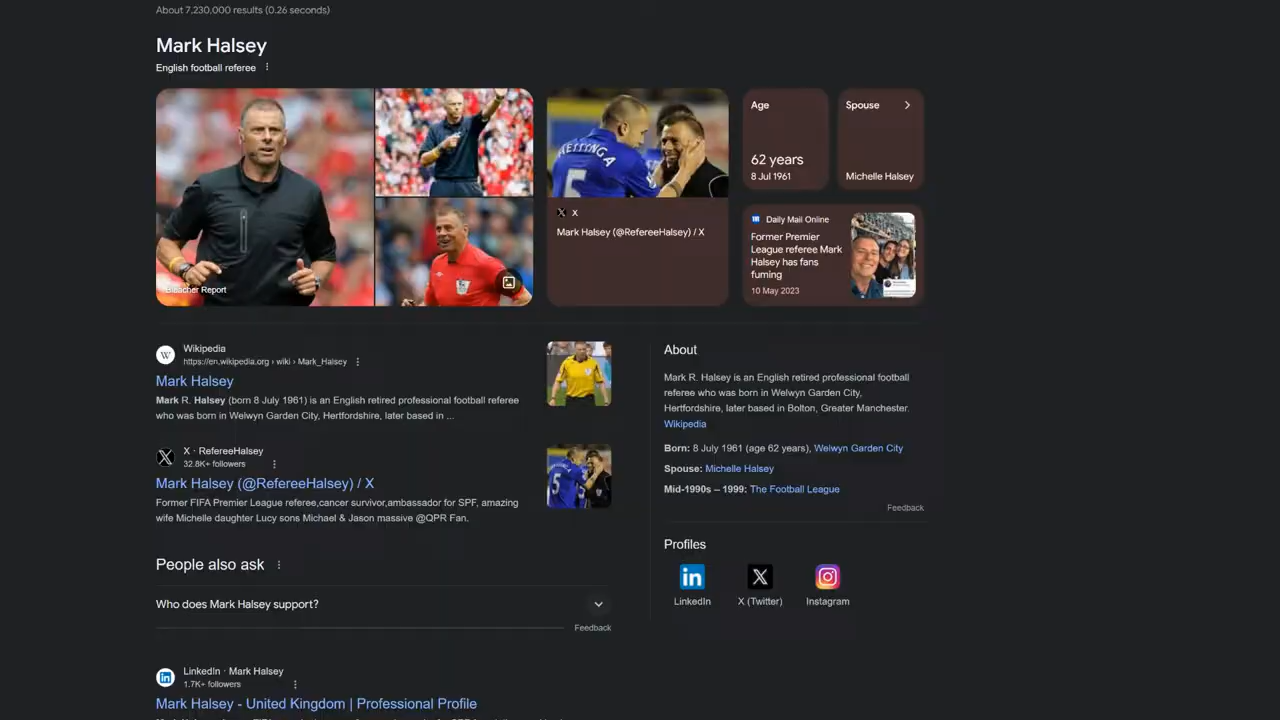 About 7,230,000 results (0.26 seconds)
Mark Halsey
English football referee
Bleacher Report
HEITINGA
5
X
Mark Halsey (@RefereeHalsey) / X
Age
62 years
8 Jul 1961
Spouse
Michelle Halsey
Daily Mail Online
Former Premier
League referee Mark
Halsey has fans
fuming
10 May 2023
Wikipedia
https://en.wikipedia.org › wiki › Mark_Halsey
Mark Halsey
Mark R. Halsey (born 8 July 1961) is an English retired professional football referee
who was born in Welwyn Garden City, Hertfordshire, later based in ...
X · RefereeHalsey
32.8K+ followers
Mark Halsey (@RefereeHalsey) / X
Former FIFA Premier League referee,cancer survivor,ambassador for SPF, amazing
wife Michelle daughter Lucy sons Michael & Jason massive @QPR Fan.
5
People also ask
Who does Mark Halsey support?
Feedback
LinkedIn · Mark Halsey
1.7K+ followers
Mark Halsey - United Kingdom | Professional Profile
About
Mark R. Halsey is an English retired professional football
referee who was born in Welwyn Garden City,
Hertfordshire, later based in Bolton, Greater Manchester.
Wikipedia
Born: 8 July 1961 (age 62 years), Welwyn Garden City
Spouse: Michelle Halsey
Mid-1990s – 1999: The Football League
Feedback
Profiles
LinkedIn
X (Twitter)
Instagram